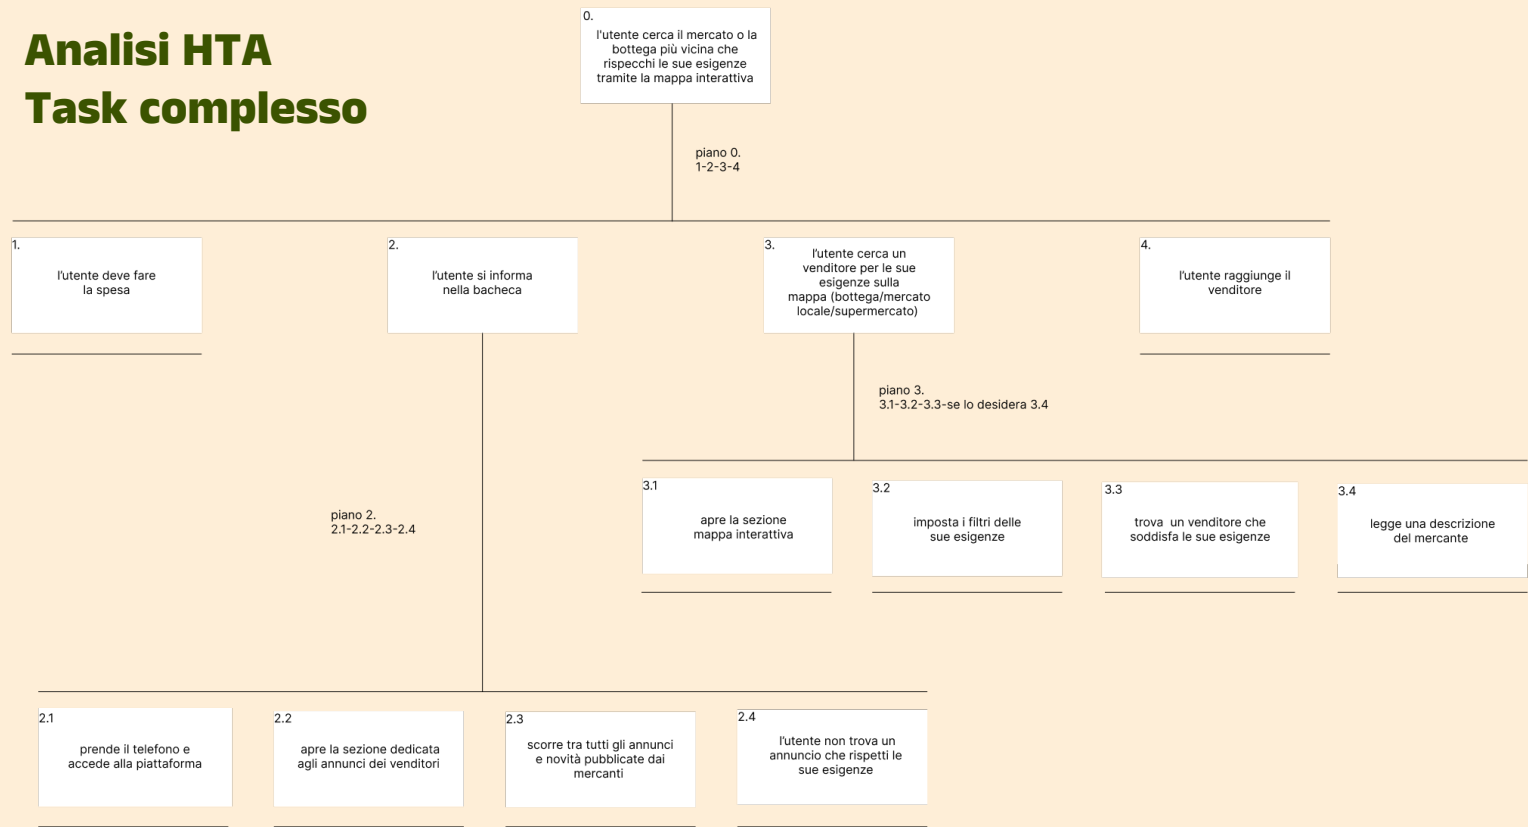 Analisi HTA
Task complesso
0.
l'utente cerca il mercato o la
bottega più vicina che
rispecchi le sue esigenze
tramite la mappa interattiva
piano 0.
1-2-3-4
1.
l’utente deve fare
la spesa
2.
l’utente si informa
nella bacheca
3.
l’utente cerca un
venditore per le sue
esigenze sulla
mappa (bottega/mercato
locale/supermercato)
4.
l’utente raggiunge il
venditore
piano 3.
3.1-3.2-3.3-se lo desidera 3.4
3.1
apre la sezione
mappa interattiva
3.2
imposta i filtri delle
sue esigenze
3.3
trova  un venditore che
soddisfa le sue esigenze
3.4
legge una descrizione
del mercante
piano 2.
2.1-2.2-2.3-2.4
2.1
prende il telefono e
accede alla piattaforma
2.2
apre la sezione dedicata
agli annunci dei venditori
2.3
scorre tra tutti gli annunci
e novità pubblicate dai
mercanti
2.4
l’utente non trova un
annuncio che rispetti le
sue esigenze